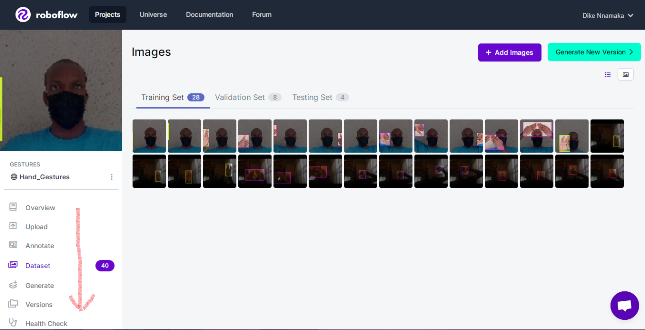 roboflow Projects Universe Documentation Forum Dike Nnamaka
Images
+ Add Images Generate New Version >
Training Set 28 Validation Set 8 Testing Set 4
GESTURES
Hand_Gestures
Overview
Upload
Annotate
Dataset 40
Generate
Versions
Health Check